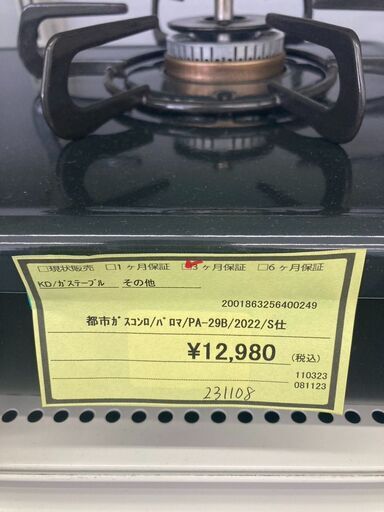 □現状販売 □1ヶ月保証 □3ヶ月保証 □6ヶ月保証
KD/ガステーブル その他
2001863256400249
都市ガスコンロ/パロマ/PA-29B/2022/S仕
¥12,980 (税込)
110323
081123
231108